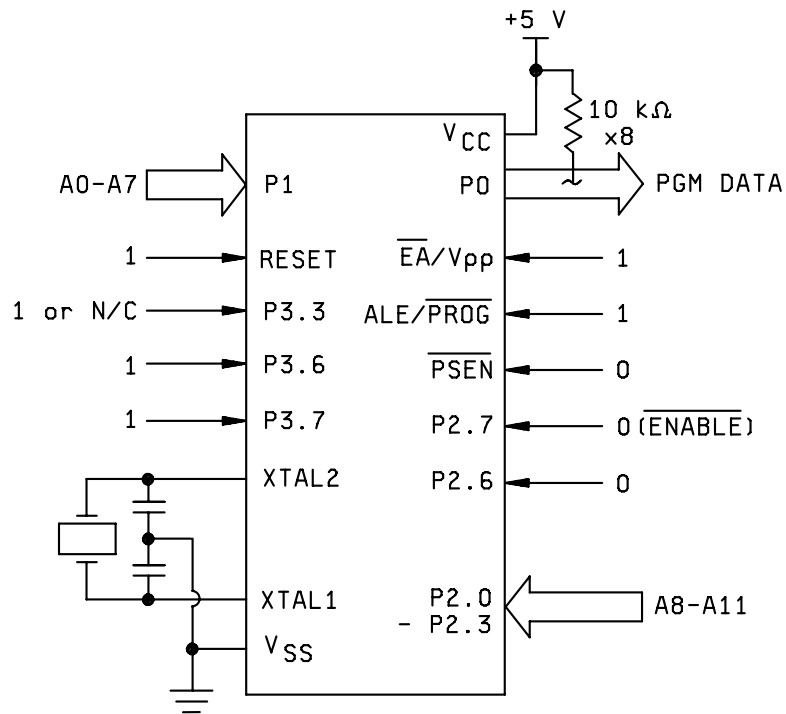 +5 V
10 kΩ
x8
VCC
A0-A7
P1
P0
PGM DATA
1
RESET
EA/Vpp
1
1 or N/C
P3.3
ALE/PROG
1
1
P3.6
PSEN
0
1
P3.7
P2.7
0(ENABLE)
XTAL2
P2.6
0
XTAL1
P2.0
- P2.3
A8-A11
VSS